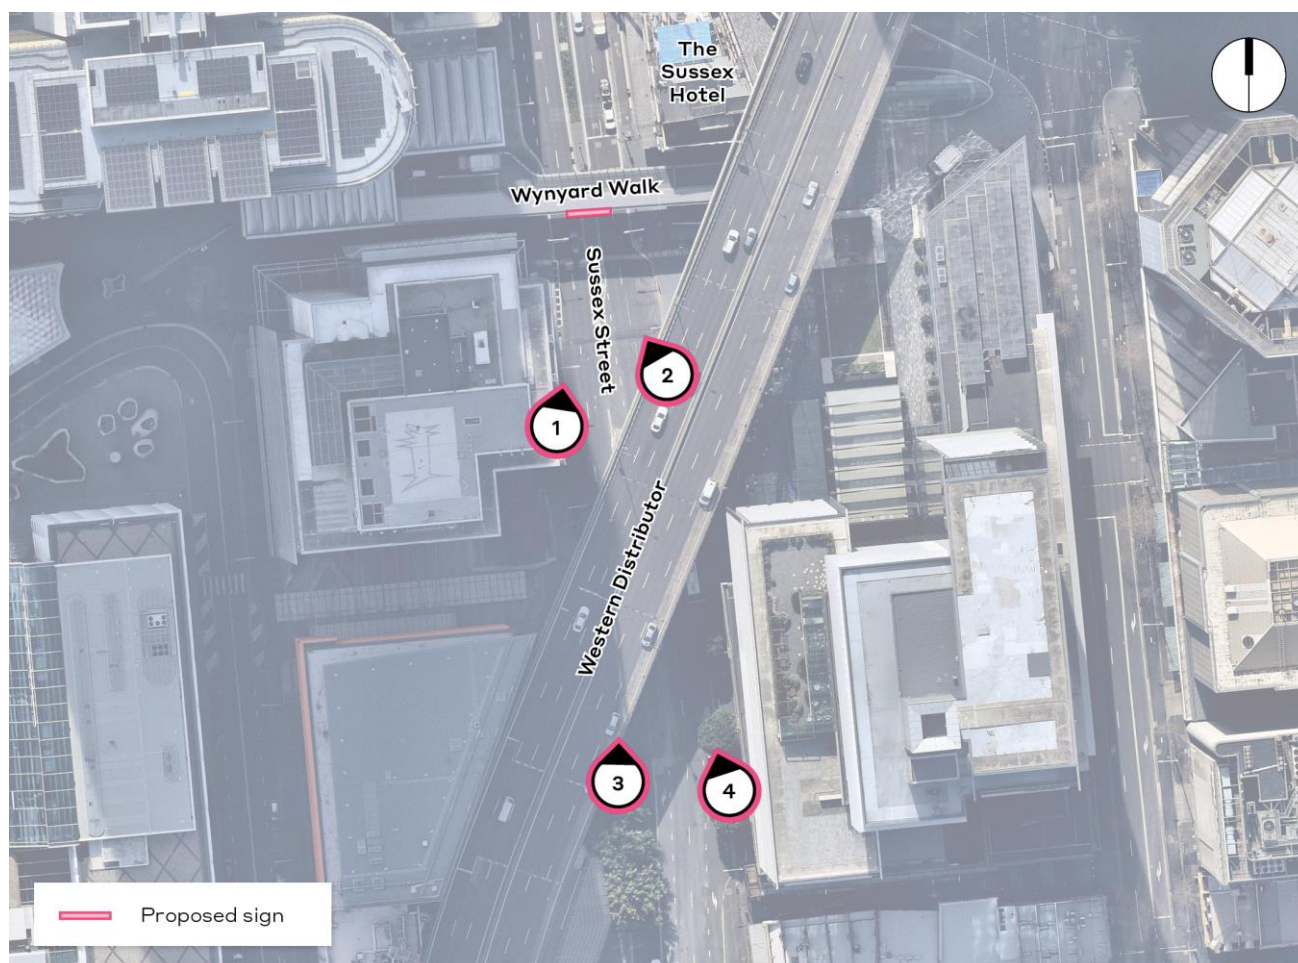 The
Sussex
Hotel
Wynyard Walk
Sussex Street
2
1
Western Distributor
3
4
Proposed sign